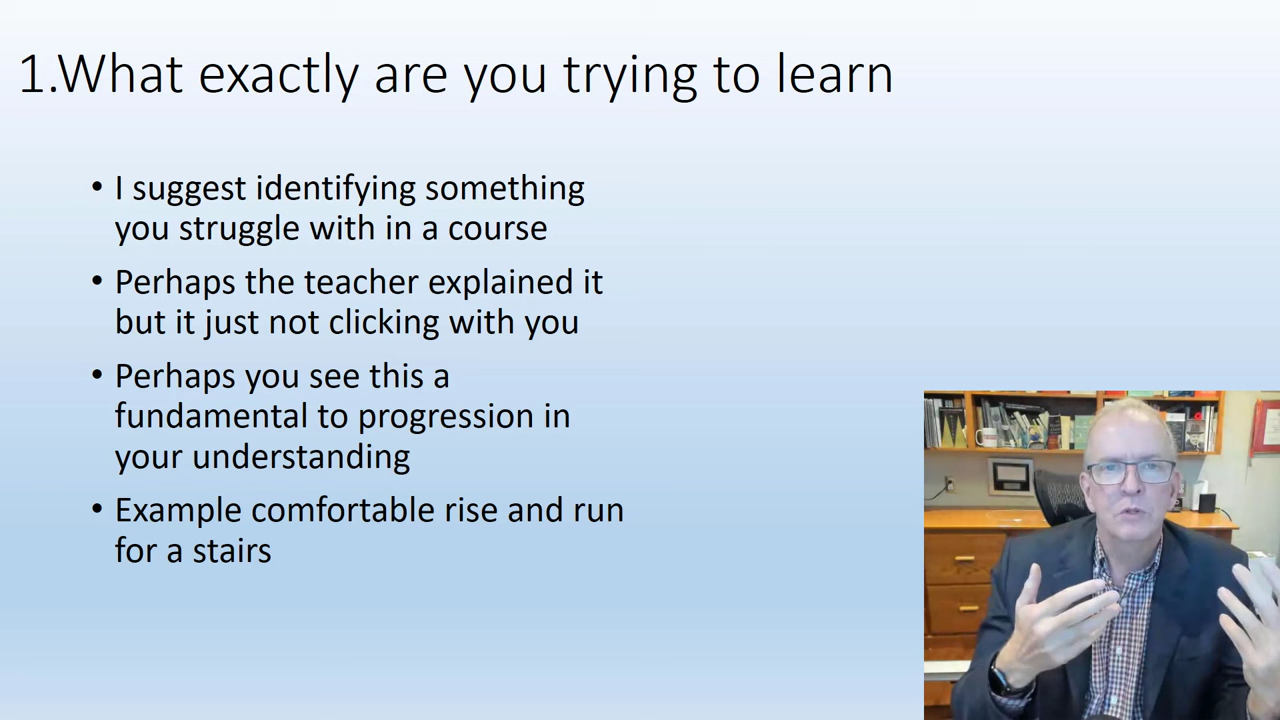 1.What exactly are you trying to learn
• I suggest identifying something
you struggle with in a course
• Perhaps the teacher explained it
but it just not clicking with you
• Perhaps you see this a
fundamental to progression in
your understanding
• Example comfortable rise and run
for a stairs